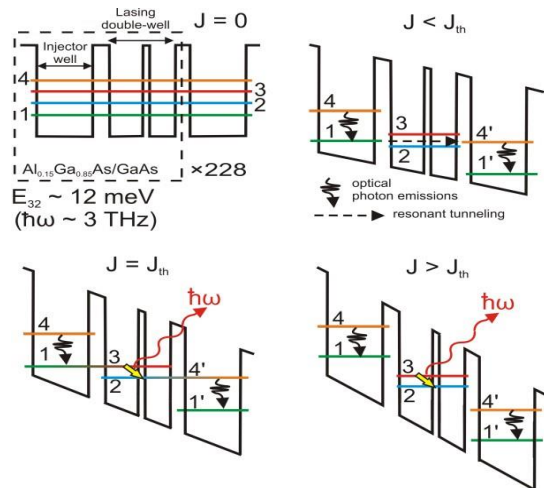 Lasing
double-well
J = 0
Injector
well
4
3
2
1
Al0.15Ga0.85As/GaAs
×228
E32 ~ 12 meV
(ħω ~ 3 THz)
J < Jth
4
1
3
2
4'
1'
optical
photon emissions
resonant tunneling
J = Jth
ħω
4
1
3
2
4'
1'
J > Jth
ħω
4
1
3
2
4'
1'